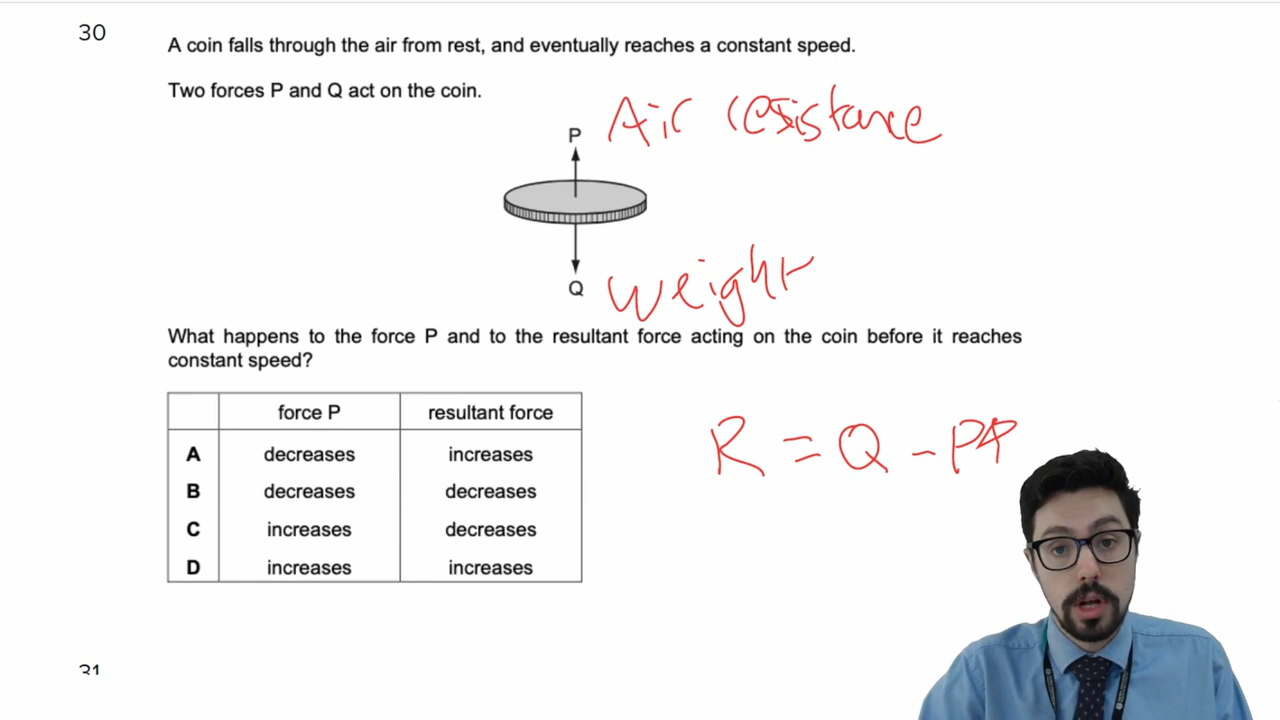 30
A coin falls through the air from rest, and eventually reaches a constant speed.
Two forces P and Q act on the coin.
P Air resistance
Q Weight
What happens to the force P and to the resultant force acting on the coin before it reaches
constant speed?
force P resultant force
A decreases increases
B decreases decreases
C increases decreases
D increases increases
R = Q - P↑
31